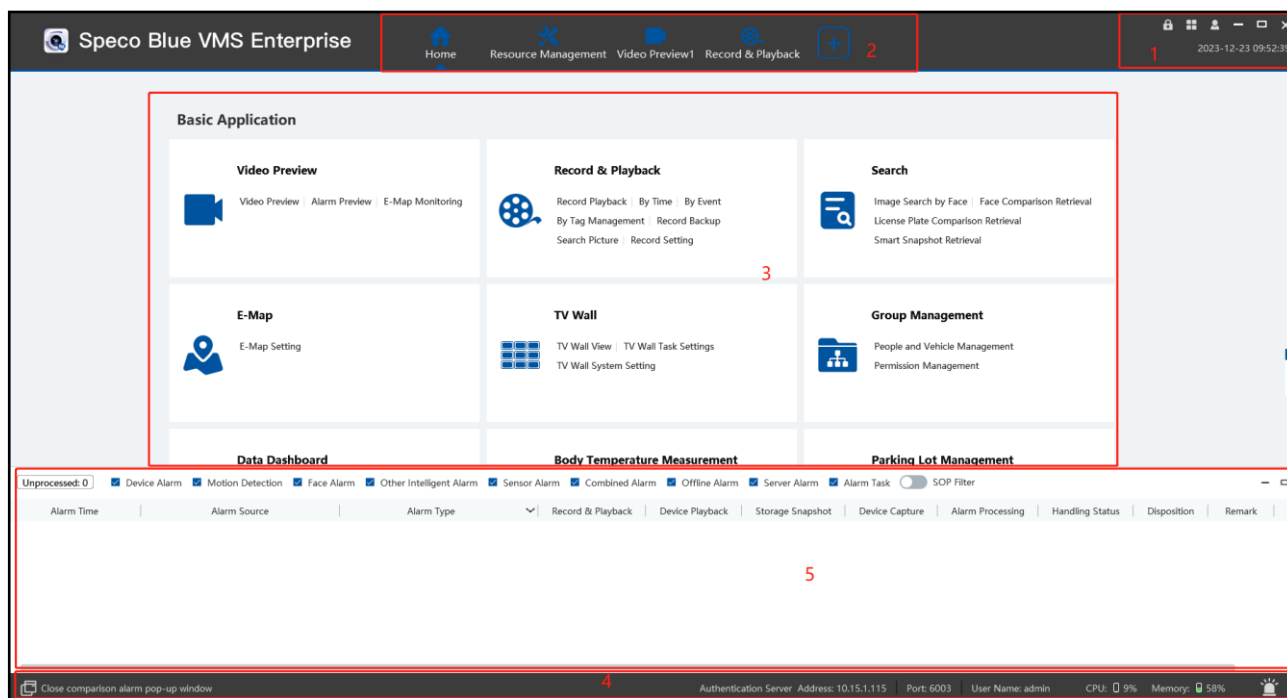 Speco Blue VMS Enterprise
Home
Resource Management
Video Preview1
Record & Playback
2
1
2023-12-23 09:52:39
Basic Application
Video Preview
Video Preview | Alarm Preview | E-Map Monitoring
Record & Playback
Record Playback | By Time | By Event
By Tag Management | Record Backup
Search Picture | Record Setting
Search
Image Search by Face | Face Comparison Retrieval
License Plate Comparison Retrieval
Smart Snapshot Retrieval
3
E-Map
E-Map Setting
TV Wall
TV Wall View | TV Wall Task Settings
TV Wall System Setting
Group Management
People and Vehicle Management
Permission Management
Data Dashboard
Body Temperature Measurement
Parking Lot Management
Unprocessed: 0 Device Alarm Motion Detection Face Alarm Other Intelligent Alarm Sensor Alarm Combined Alarm Offline Alarm Server Alarm Alarm Task SOP Filter
Alarm Time | Alarm Source | Alarm Type | Record & Playback | Device Playback | Storage Snapshot | Device Capture | Alarm Processing | Handling Status | Disposition | Remark
5
4
Close comparison alarm pop-up window
Authentication Server Address: 10.15.1.115 | Port: 6003 | User Name: admin CPU: 9% Memory: 58%